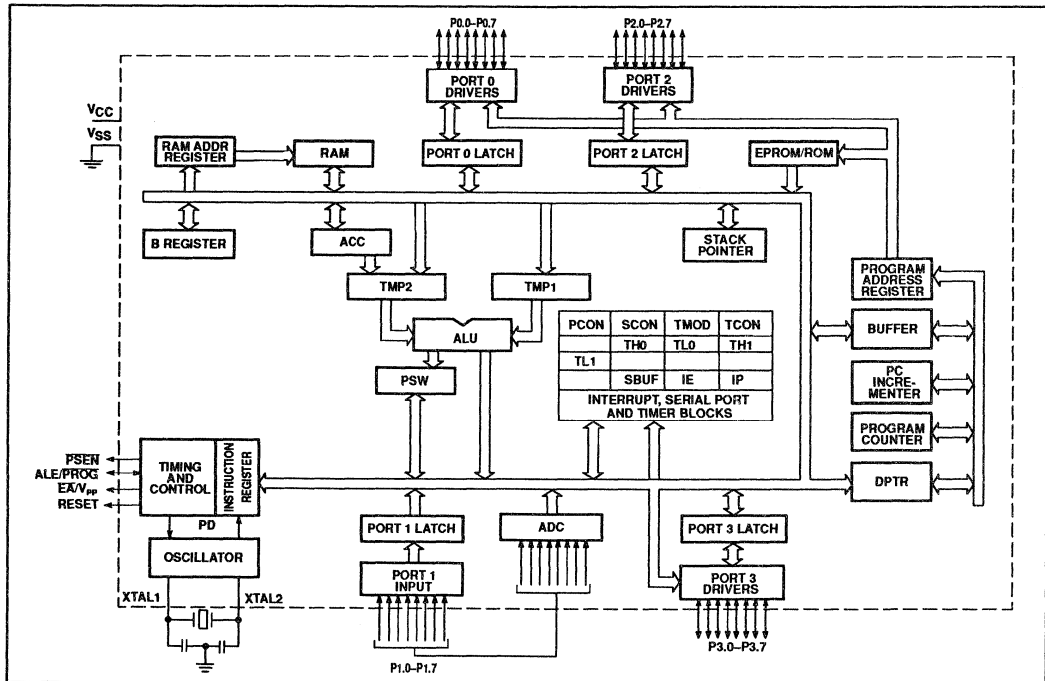 P0.0–P0.7
P2.0–P2.7
PORT 0
DRIVERS
PORT 2
DRIVERS
VCC
VSS
RAM ADDR
REGISTER
RAM
PORT 0 LATCH
PORT 2 LATCH
EPROM/ROM
B REGISTER
ACC
STACK
POINTER
TMP2
TMP1
PROGRAM
ADDRESS
REGISTER
ALU
PCON SCON TMOD TCON
TH0 TL0 TH1
TL1
SBUF IE IP
INTERRUPT, SERIAL PORT
AND TIMER BLOCKS
BUFFER
PSW
PC
INCRE-
MENTER
PROGRAM
COUNTER
DPTR
PSEN
ALE/PROG
EA/Vpp
RESET
TIMING
AND
CONTROL
INSTRUCTION
REGISTER
PD
OSCILLATOR
XTAL1
XTAL2
PORT 1 LATCH
ADC
PORT 3 LATCH
PORT 1
INPUT
PORT 3
DRIVERS
P1.0–P1.7
P3.0–P3.7